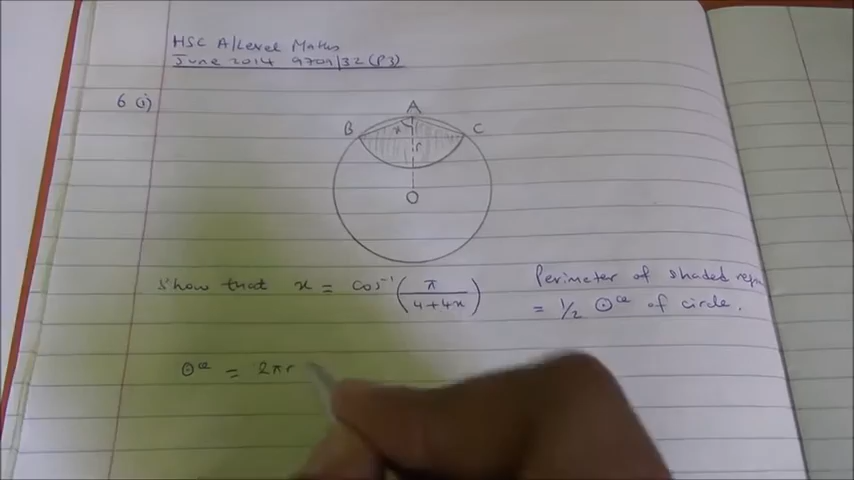 HSC A/Level Maths
June 2014 9709/32 (P3)
6 (i)
A
B
x
C
r
O
Show that x = cos⁻¹(π / 4+4x)
Perimeter of shaded region
= 1/2 ⊙ce of circle.
⊙ce = 2πr